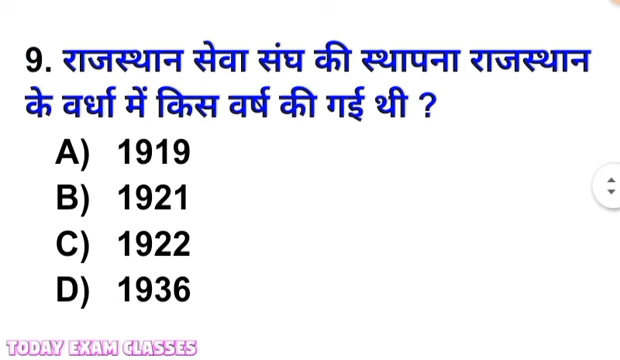 9. राजस्थान सेवा संघ की स्थापना राजस्थान
के वर्धा में किस वर्ष की गई थी ?
A) 1919
B) 1921
C) 1922
D) 1936
TODAY EXAM CLASSES